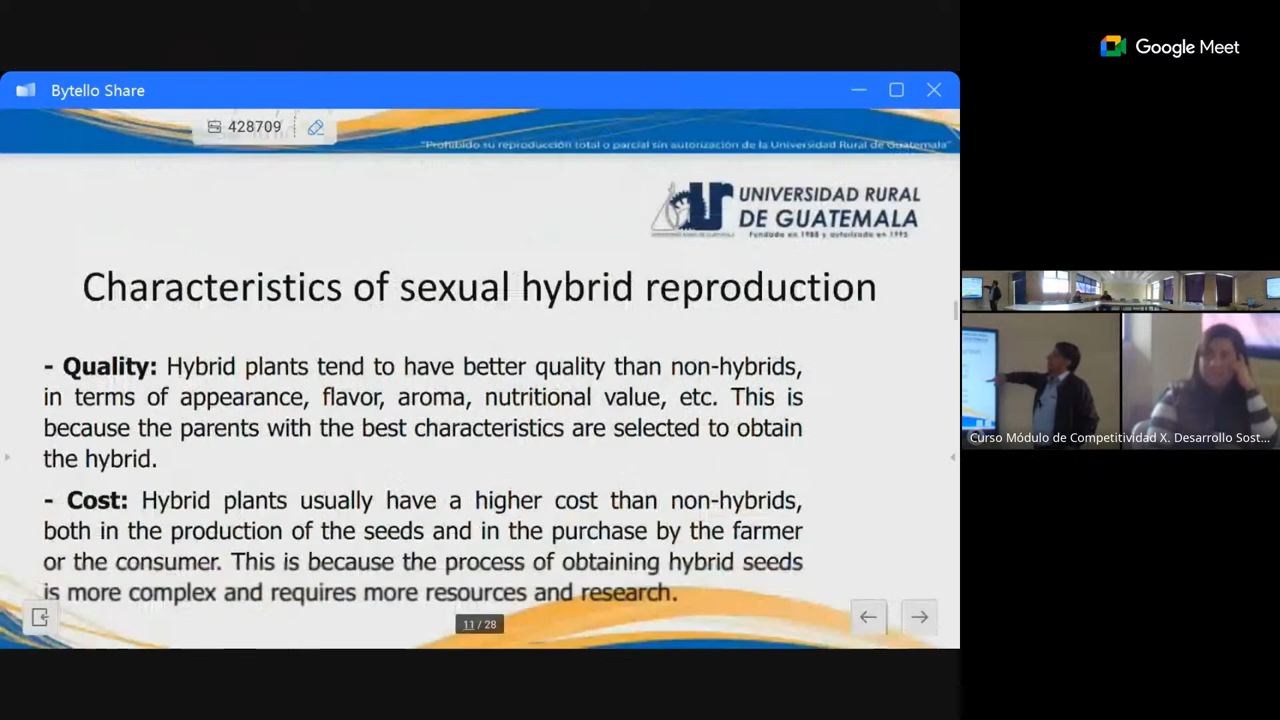 Google Meet
Bytello Share
428709
"Prohibido su reproducción total o parcial sin autorización de la Universidad Rural de Guatemala"
UNIVERSIDAD RURAL
DE GUATEMALA
Fundada en 1988 y autorizada en 1995
Characteristics of sexual hybrid reproduction
- Quality: Hybrid plants tend to have better quality than non-hybrids,
in terms of appearance, flavor, aroma, nutritional value, etc. This is
because the parents with the best characteristics are selected to obtain
the hybrid.
- Cost: Hybrid plants usually have a higher cost than non-hybrids,
both in the production of the seeds and in the purchase by the farmer
or the consumer. This is because the process of obtaining hybrid seeds
is more complex and requires more resources and research.
11 / 28
Curso Módulo de Competitividad X. Desarrollo Sost...